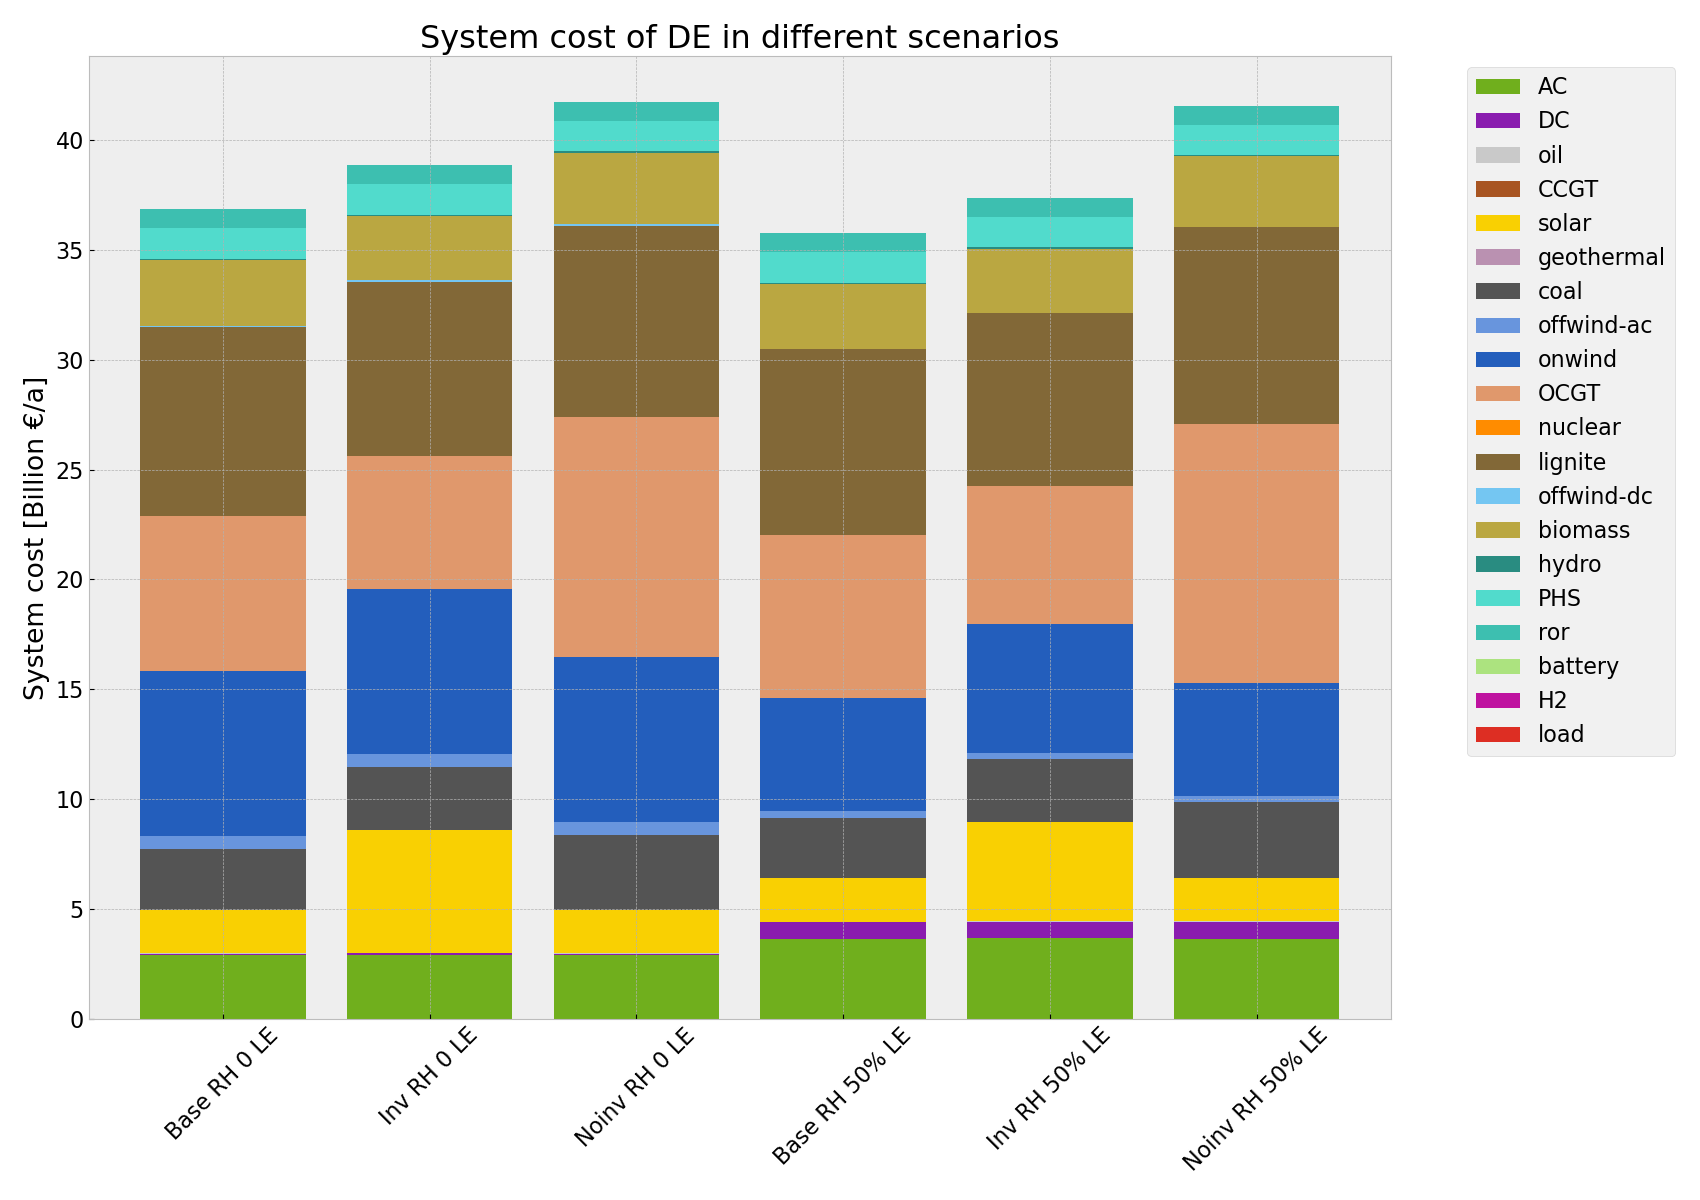 System cost of DE in different scenarios
System cost [Billion €/a]
40
35
30
25
20
15
10
5
0
Base RH 0 LE
Inv RH 0 LE
Noinv RH 0 LE
Base RH 50% LE
Inv RH 50% LE
Noinv RH 50% LE
AC
DC
oil
CCGT
solar
geothermal
coal
offwind-ac
onwind
OCGT
nuclear
lignite
offwind-dc
biomass
hydro
PHS
ror
battery
H2
load